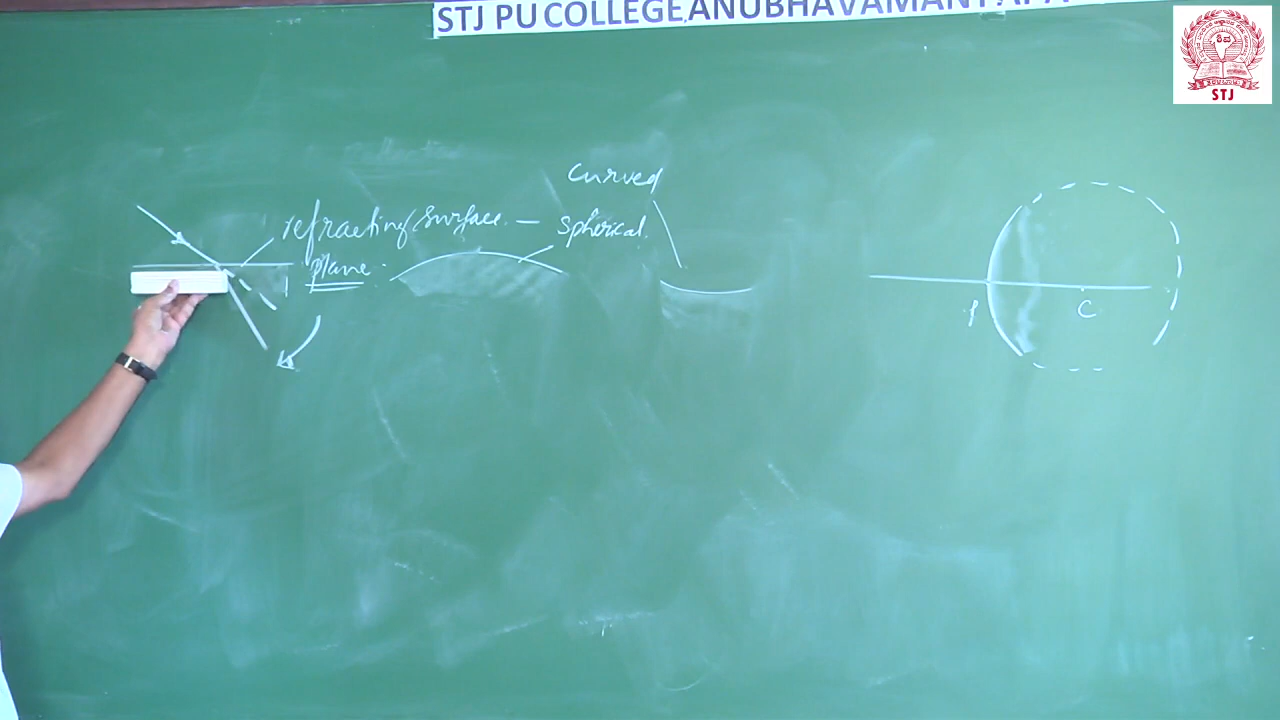 STJ PU COLLEGE,ANUBHAVAMANTAPA
STJ
curved
refracting surface - spherical
plane
P
C